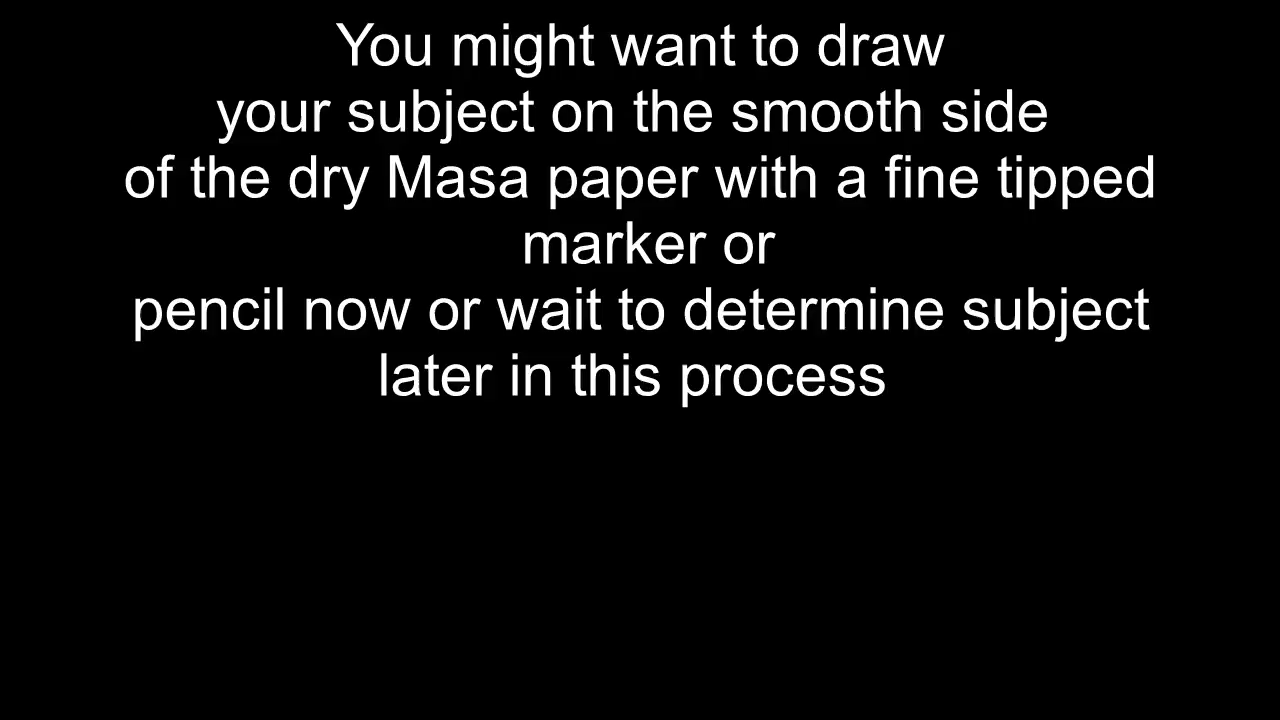 You might want to draw
your subject on the smooth side
of the dry Masa paper with a fine tipped
marker or
pencil now or wait to determine subject
later in this process